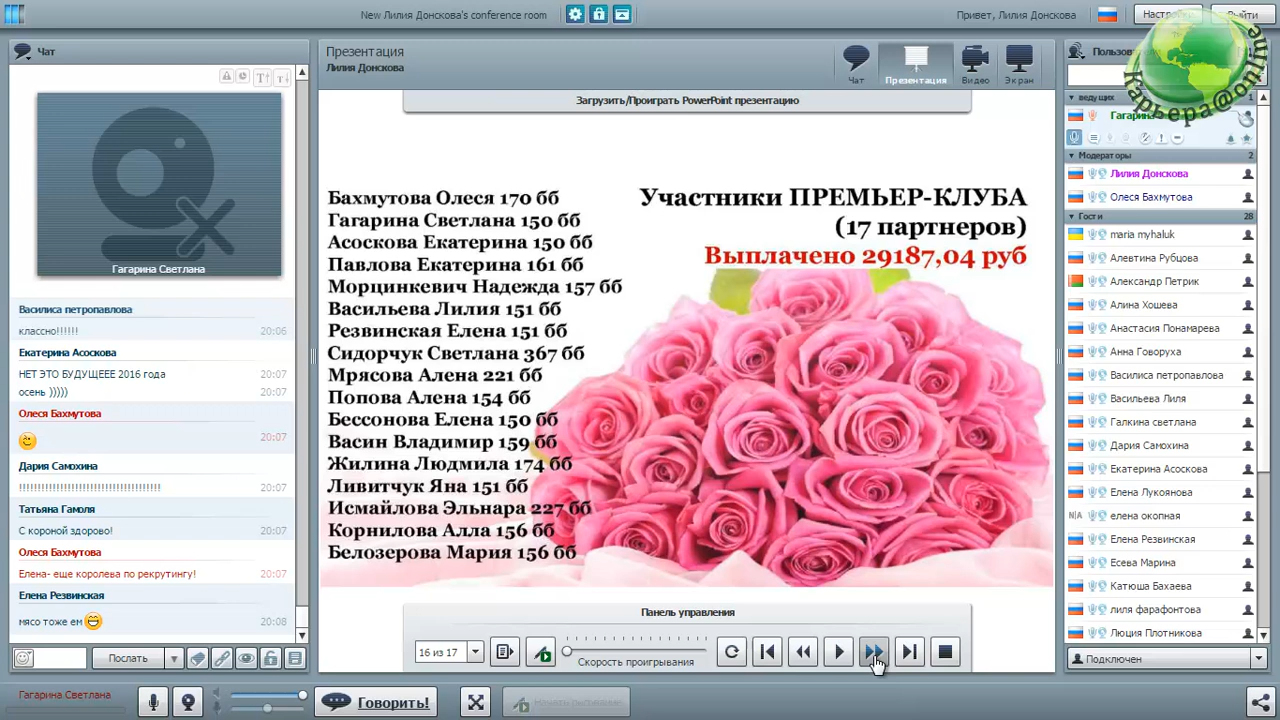 New Лилия Донскова's conference room
Привет, Лилия Донскова
Настройки
Выйти
Карьера@online
Чат
Гагарина Светлана
Василиса петропавлова
классно!!!!!! 20:06
Екатерина Асоскова
НЕТ ЭТО БУДУЩЕЕЕ 2016 года 20:07
осень ))))) 20:07
Олеся Бахмутова
20:07
Дария Самохина
!!!!!!!!!!!!!!!!!!!!!!!!!!!!!!!!!!!!!! 20:07
Татьяна Гамоля
С короной здорово! 20:07
Олеся Бахмутова
Елена- еще королева по рекрутингу! 20:07
Елена Резвинская
мясо тоже ем 20:08
Послать
Гагарина Светлана
Говорить!
Начать рисование
Презентация
Лилия Донскова
Чат
Презентация
Видео
Экран
Загрузить/Проиграть PowerPoint презентацию
Бахмутова Олеся 170 бб
Гагарина Светлана 150 бб
Асоскова Екатерина 150 бб
Павлова Екатерина 161 бб
Морцинкевич Надежда 157 бб
Васильева Лилия 151 бб
Резвинская Елена 151 бб
Сидорчук Светлана 367 бб
Мрясова Алена 221 бб
Попова Алена 154 бб
Бессонова Елена 150 бб
Васин Владимир 159 бб
Жилина Людмила 174 бб
Ливятчук Яна 151 бб
Исмайлова Эльнара 227 бб
Корнилова Алла 156 бб
Белозерова Мария 156 бб
Участники ПРЕМЬЕР-КЛУБА
(17 партнеров)
Выплачено 29187,04 руб
Панель управления
16 из 17
Скорость проигрывания
ведущих 1
Гагарина
Модераторы 2
Лилия Донскова
Олеся Бахмутова
Гости 28
maria myhaluk
Алевтина Рубцова
Александр Петрик
Алина Хошева
Анастасия Понамарева
Анна Говоруха
Василиса петропавлова
Васильева Лиля
Галкина светлана
Дария Самохина
Екатерина Асоскова
Елена Лукоянова
N/A елена окопная
Елена Резвинская
Есева Марина
Катюша Бахаева
лиля фарафонтова
Люция Плотникова
Подключен